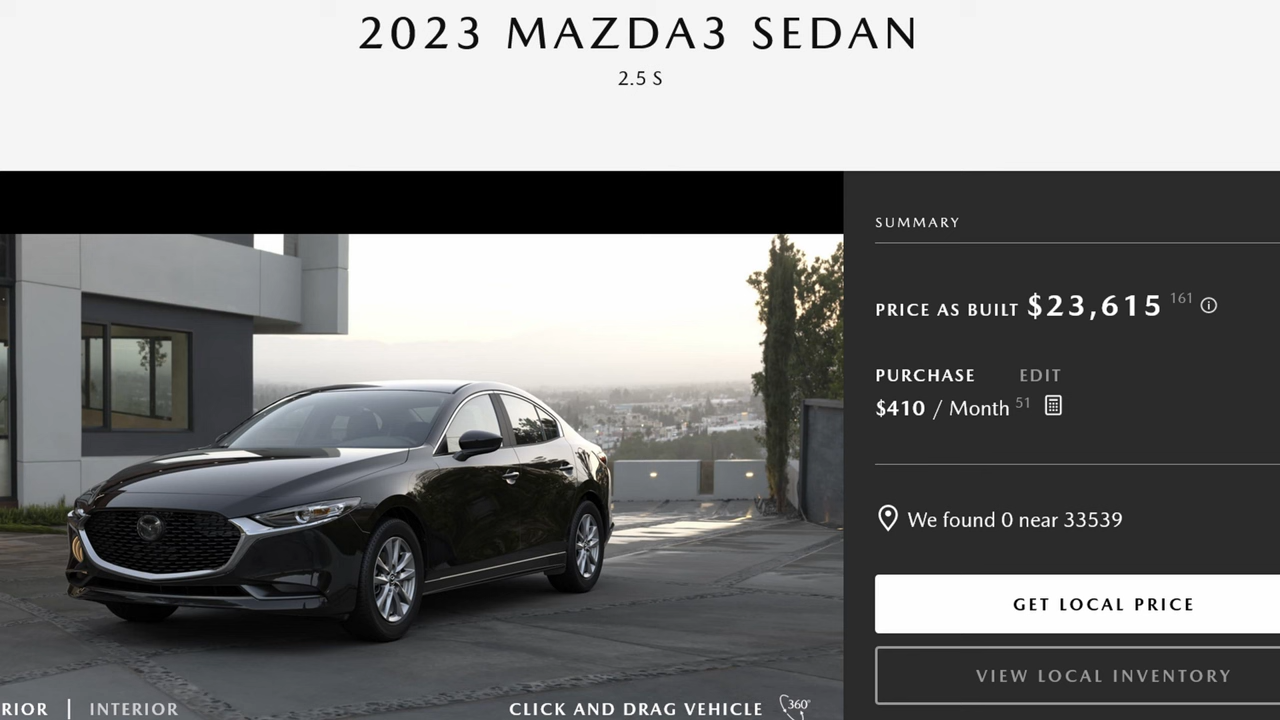 2023 MAZDA3 SEDAN
2.5 S
SUMMARY
PRICE AS BUILT $23,615 161
PURCHASE EDIT
$410 / Month 51
We found 0 near 33539
GET LOCAL PRICE
VIEW LOCAL INVENTORY
RIOR | INTERIOR
CLICK AND DRAG VEHICLE 360°